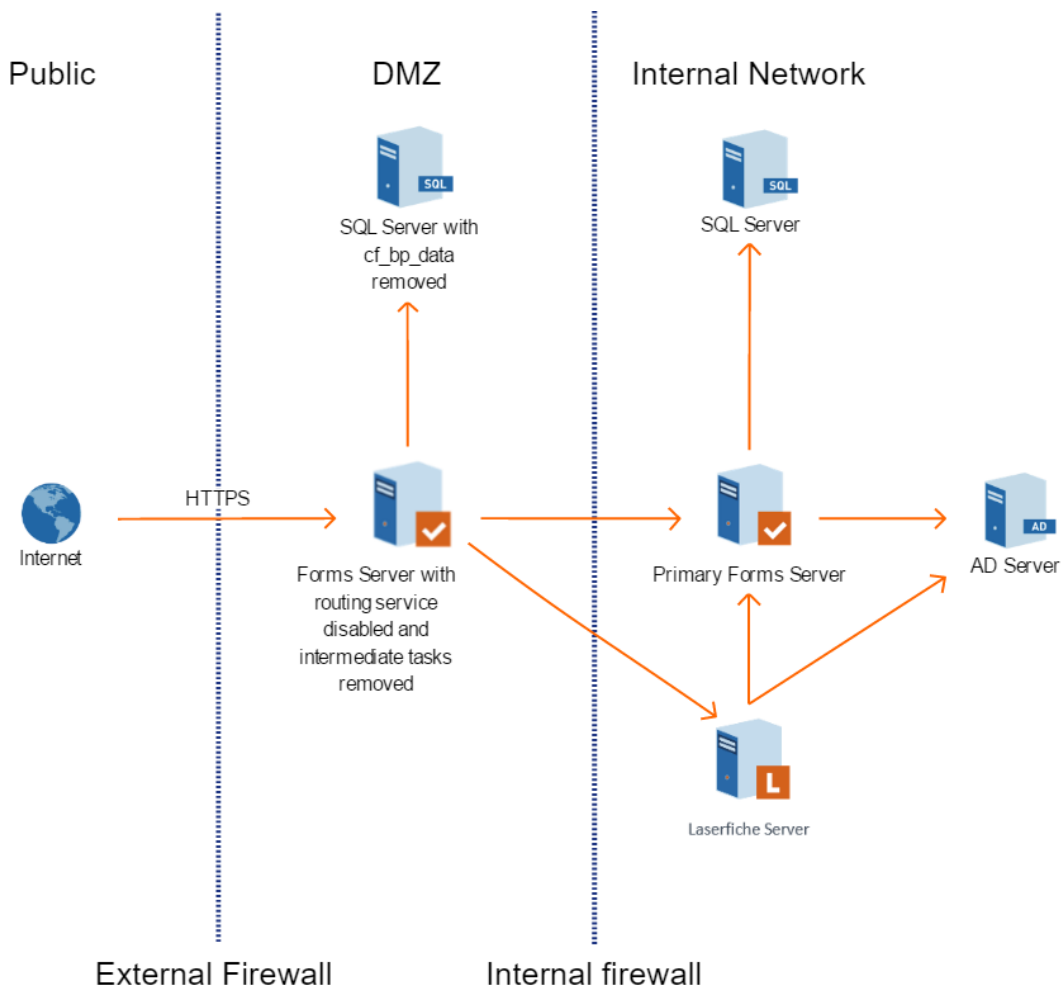 Public
DMZ
Internal Network
SQL
SQL
SQL Server with
cf_bp_data
removed
SQL Server
HTTPS
Internet
Forms Server with
routing service
disabled and
intermediate tasks
removed
Primary Forms Server
AD
AD Server
L
Laserfiche Server
External Firewall
Internal firewall